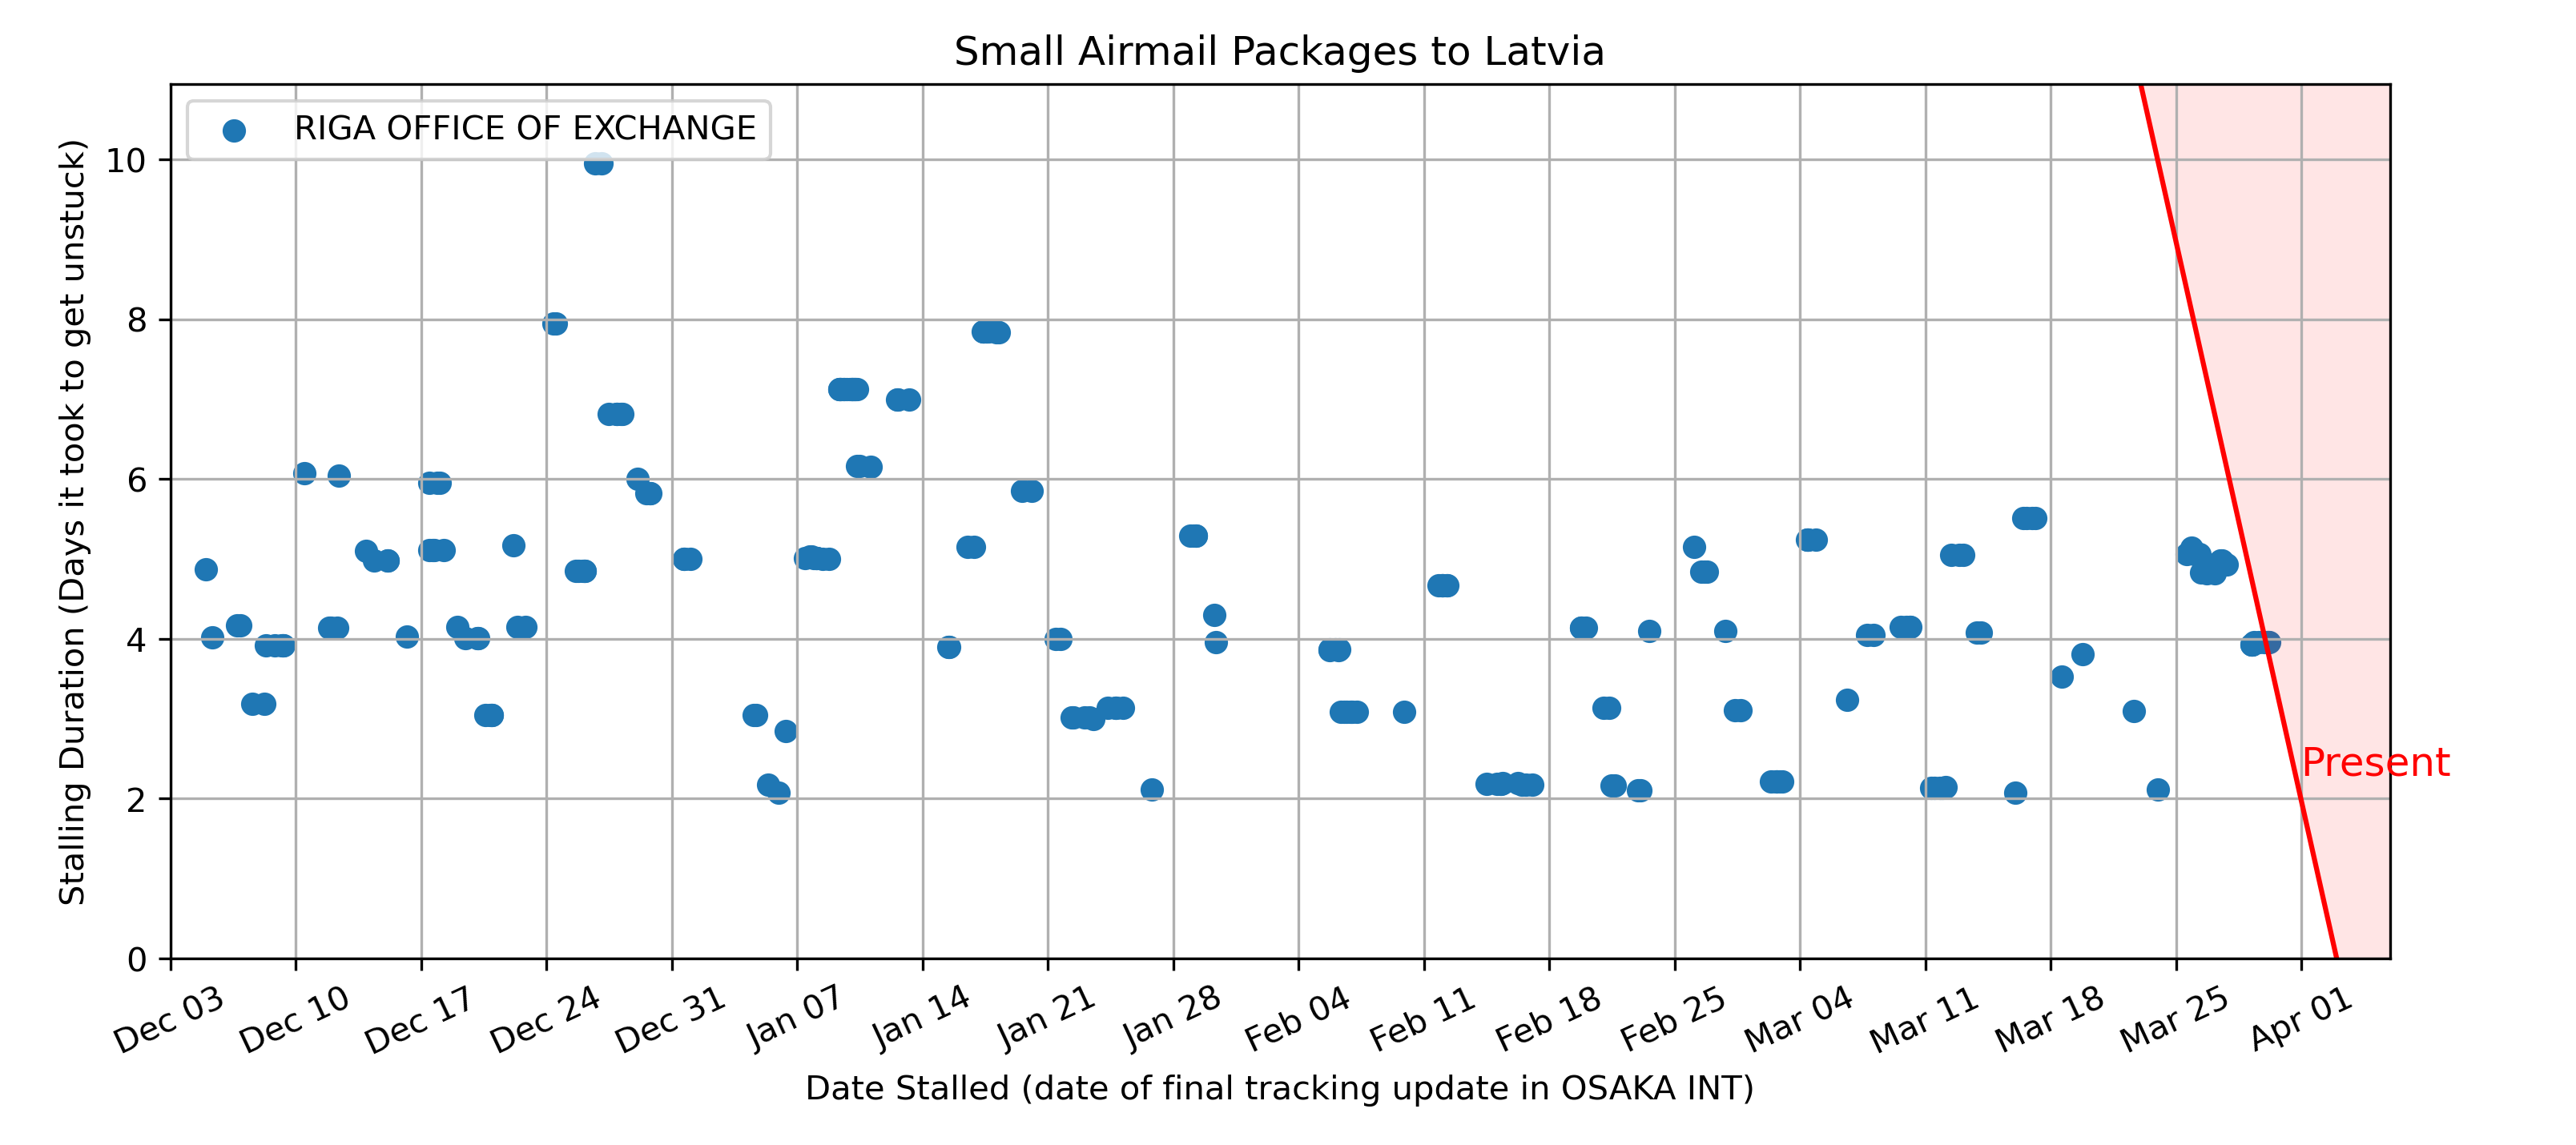 Small Airmail Packages to Latvia
RIGA OFFICE OF EXCHANGE
Stalling Duration (Days it took to get unstuck)
10
8
6
4
2
0
Present
Dec 03
Dec 10
Dec 17
Dec 24
Dec 31
Jan 07
Jan 14
Jan 21
Jan 28
Feb 04
Feb 11
Feb 18
Feb 25
Mar 04
Mar 11
Mar 18
Mar 25
Apr 01
Date Stalled (date of final tracking update in OSAKA INT)